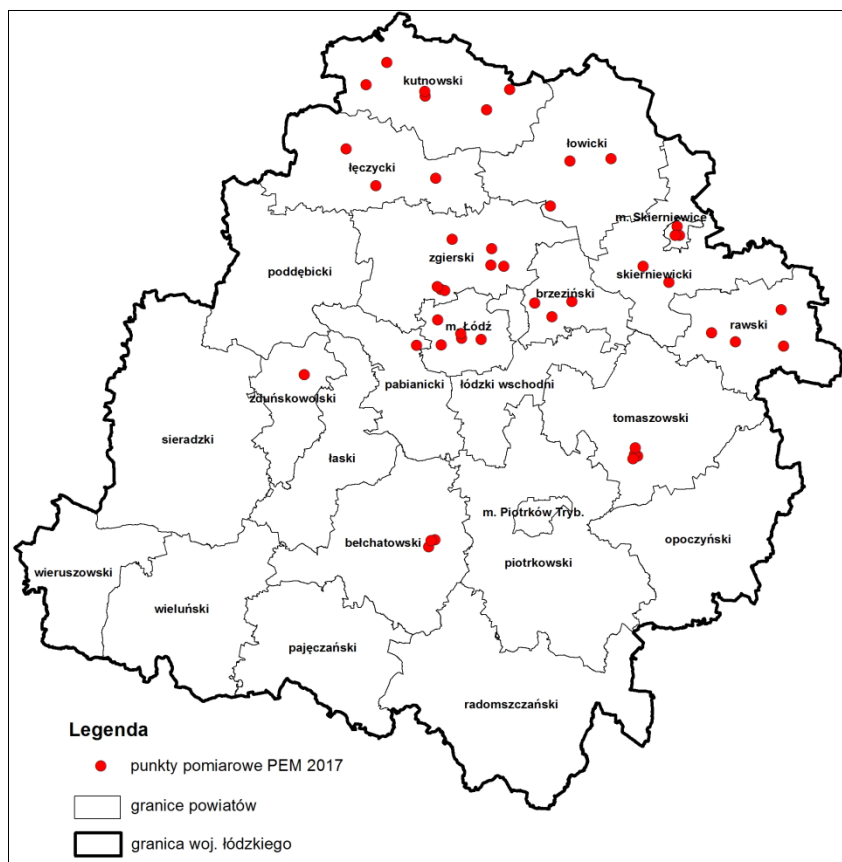 kutnowski
łowicki
łęczycki
m. Skierniewice
zgierski
poddębicki
skierniewicki
brzeziński
m. Łódź
rawski
pabianicki
łódzki wschodni
zduńskowolski
tomaszowski
sieradzki
łaski
m. Piotrków Tryb.
bełchatowski
opoczyński
piotrkowski
wieruszowski
wieluński
pajęczański
radomszczański
Legenda
punkty pomiarowe PEM 2017
granice powiatów
granica woj. łódzkiego